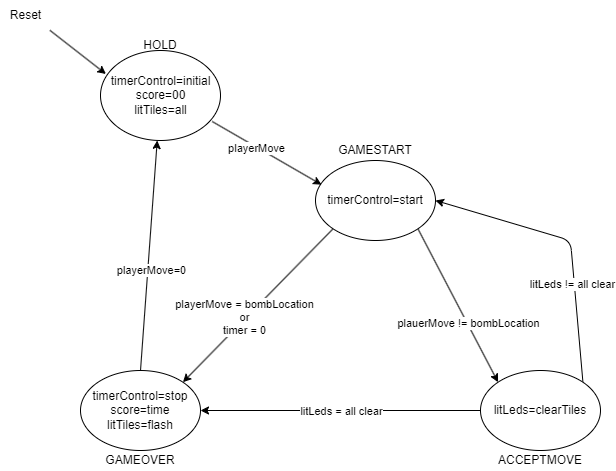 Reset
HOLD
timerControl=initial
score=00
litTiles=all
playerMove
GAMESTART
timerControl=start
playerMove=0
litLeds != all clear
playerMove = bombLocation
or
timer = 0
plauerMove != bombLocation
timerControl=stop
score=time
litTiles=flash
GAMEOVER
litLeds = all clear
litLeds=clearTiles
ACCEPTMOVE